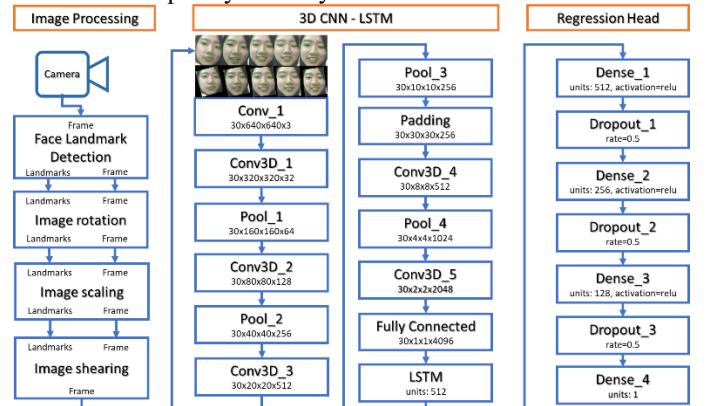 Image Processing
Camera
Frame
Face Landmark
Detection
Landmarks Frame
Image rotation
Landmarks Frame
Landmarks Frame
Image scaling
Landmarks Frame
Landmarks Frame
Image shearing
Frame
3D CNN - LSTM
Conv_1
30x640x640x3
Conv3D_1
30x320x320x32
Pool_1
30x160x160x64
Conv3D_2
30x80x80x128
Pool_2
30x40x40x256
Conv3D_3
30x20x20x512
Pool_3
30x10x10x256
Padding
30x30x30x256
Conv3D_4
30x8x8x512
Pool_4
30x4x4x1024
Conv3D_5
30x2x2x2048
Fully Connected
30x1x1x4096
LSTM
units: 512
Regression Head
Dense_1
units: 512, activation=relu
Dropout_1
rate=0.5
Dense_2
units: 256, activation=relu
Dropout_2
rate=0.5
Dense_3
units: 128, activation=relu
Dropout_3
rate=0.5
Dense_4
units: 1